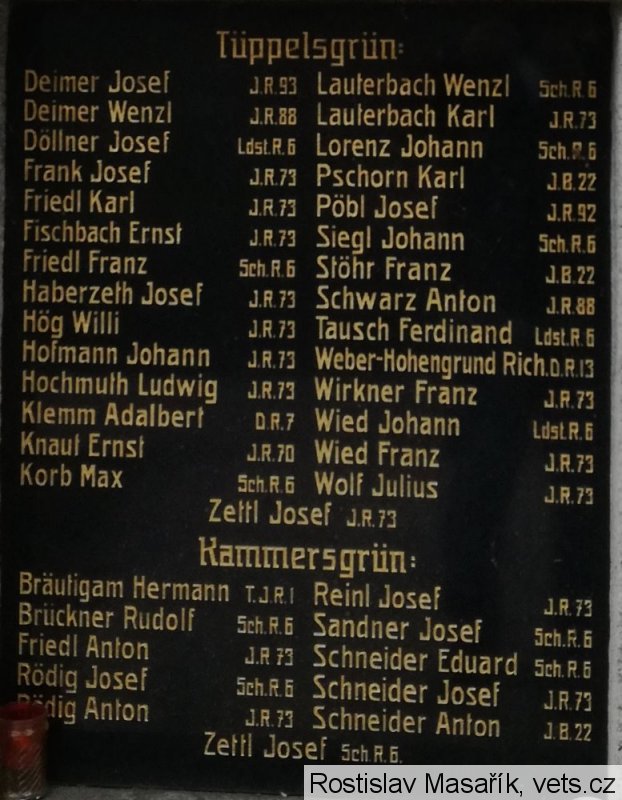 Tüppelsgrün:
Deimer Josef J.R.93
Deimer Wenzl J.R.88
Döllner Josef Ldst.R.6
Frank Josef J.R.73
Friedl Karl J.R.73
Fischbach Ernst J.R.73
Friedl Franz Sch.R.6
Haberzeth Josef J.R.73
Hög Willi J.R.73
Hofmann Johann J.R.73
Hochmuth Ludwig J.R.73
Klemm Adalbert D.R.7
Knauf Ernst J.R.70
Korb Max Sch.R.6
Lauterbach Wenzl Sch.R.6
Lauterbach Karl J.R.73
Lorenz Johann Sch.R.6
Pschorn Karl J.B.22
Pöbl Josef J.R.92
Siegl Johann Sch.R.6
Stöhr Franz J.B.22
Schwarz Anton J.R.88
Tausch Ferdinand Ldst.R.6
Weber-Hohengrund Rich.D.R.13
Wirkner Franz J.R.73
Wied Johann Ldst.R.6
Wied Franz J.R.73
Wolf Julius J.R.73
Zettl Josef J.R.73
Kammersgrün:
Bräutigam Hermann T.J.R.1
Brückner Rudolf Sch.R.6
Friedl Anton J.R 73
Rödig Josef Sch.R.6
Rödig Anton J.R.73
Reinl Josef J.R.73
Sandner Josef Sch.R.6
Schneider Eduard Sch.R.6
Schneider Josef J.R.73
Schneider Anton J.B.22
Zettl Josef Sch.R.6.
Rostislav Masařík, vets.cz